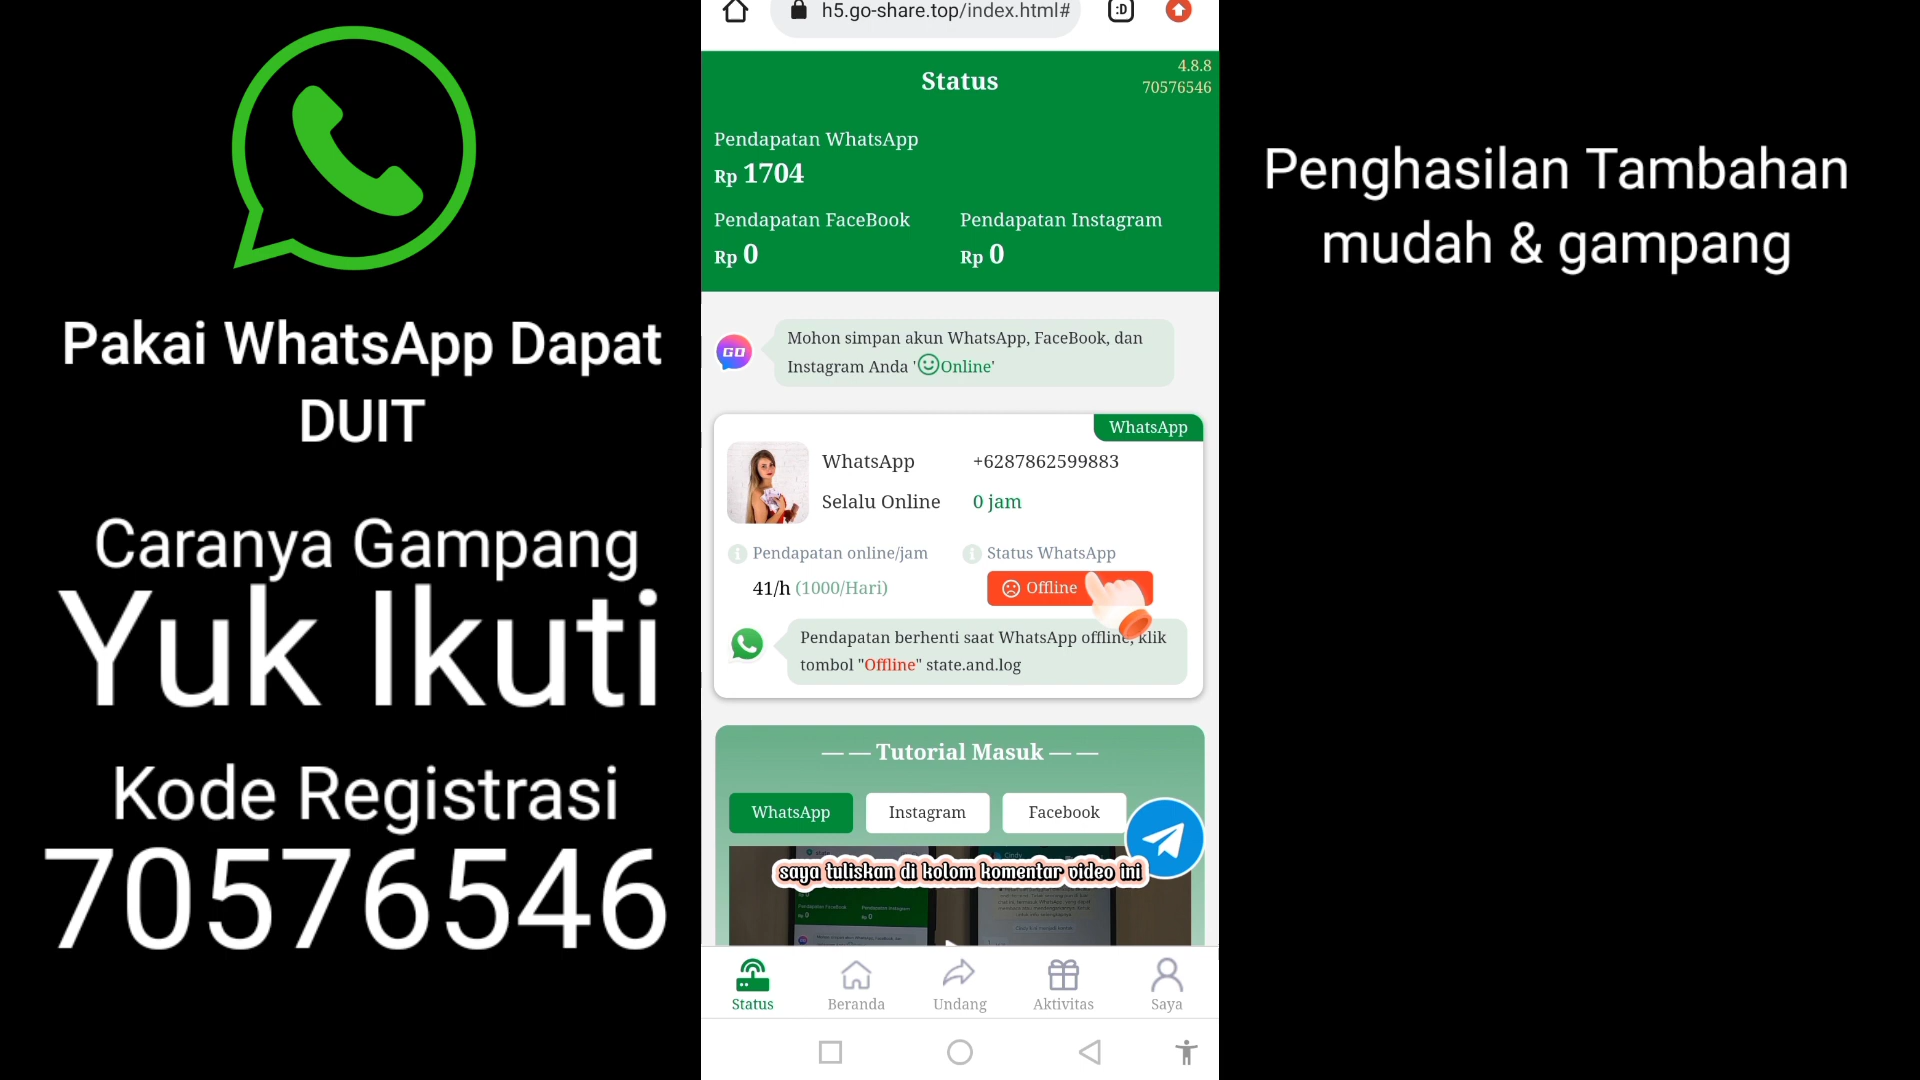 Pakai WhatsApp Dapat
DUIT
Caranya Gampang
Yuk Ikuti
Kode Registrasi
70576546
h5.go-share.top/index.html#
:D
Status
4.8.8
70576546
Pendapatan WhatsApp
Rp 1704
Pendapatan FaceBook
Pendapatan Instagram
Rp 0
Rp 0
GO
Mohon simpan akun WhatsApp, FaceBook, dan
Instagram Anda 'Online'
WhatsApp
WhatsApp +6287862599883
Selalu Online 0 jam
Pendapatan online/jam
Status WhatsApp
41/h (1000/Hari)
Offline
Pendapatan berhenti saat WhatsApp offline, klik
tombol "Offline" state.and.log
— — Tutorial Masuk — —
WhatsApp
Instagram
Facebook
saya tuliskan di kolom komentar video ini
Status
Beranda
Undang
Aktivitas
Saya
Penghasilan Tambahan
mudah & gampang